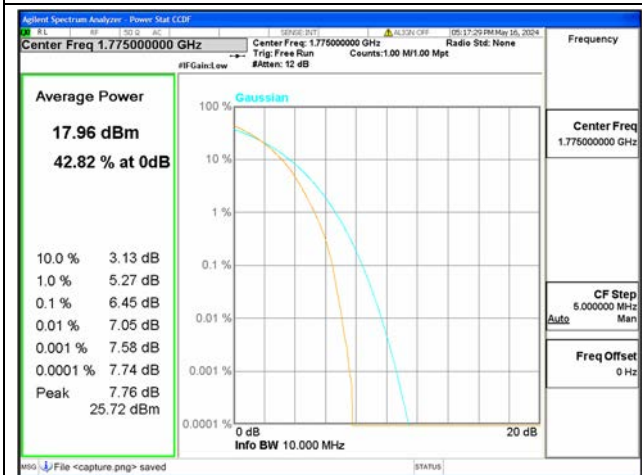 Agilent Spectrum Analyzer - Power Stat CCDF
RL RF 50 Ω AC SENSE:INT ALIGN OFF 05:17:29 PM May 16, 2024
Center Freq 1.775000000 GHz
Center Freq: 1.775000000 GHz Radio Std: None
Trig: Free Run Counts:1.00 M/1.00 Mpt
#IFGain:Low #Atten: 12 dB
Frequency
Average Power
17.96 dBm
42.82 % at 0dB
10.0 % 3.13 dB
1.0 % 5.27 dB
0.1 % 6.45 dB
0.01 % 7.05 dB
0.001 % 7.58 dB
0.0001 % 7.74 dB
Peak 7.76 dB
25.72 dBm
Gaussian
100 %
10 %
1 %
0.1 %
0.01 %
0.001 %
0.0001 %
0 dB 20 dB
Info BW 10.000 MHz
Center Freq
1.775000000 GHz
CF Step
5.000000 MHz
Auto Man
Freq Offset
0 Hz
MSG File <capture.png> saved STATUS